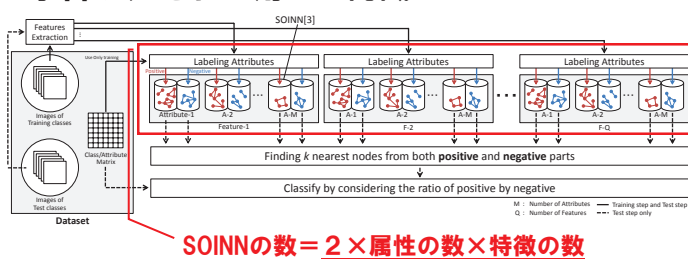 SOINN[3]
Features
Extraction
Use Only training
Labeling Attributes
Labeling Attributes
Labeling Attributes
Positive
Negative
Attribute-1
A-2
A-M
A-1
A-2
A-M
A-1
A-2
A-M
Feature-1
F-2
F-Q
Images of
Training classes
Class/Attribute
Matrix
Images of
Test classes
Dataset
Finding k nearest nodes from both positive and negative parts
Classify by considering the ratio of positive by negative
M : Number of Attributes
Q : Number of Features
Training step and Test step
Test step only
SOINNの数=2×属性の数×特徴の数